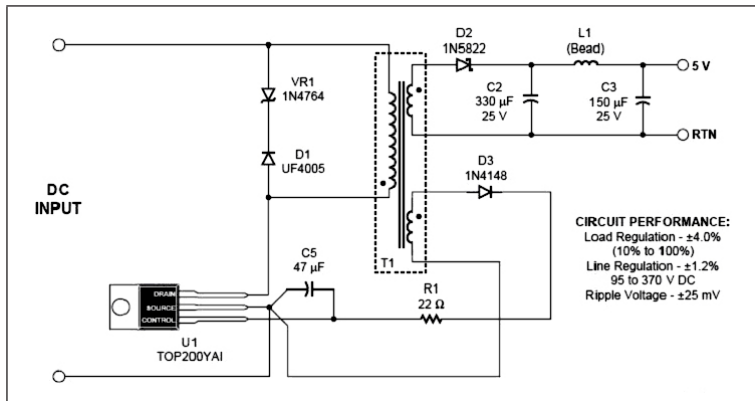 D2
1N5822
L1
(Bead)
5 V
VR1
1N4764
C2
330 µF
25 V
C3
150 µF
25 V
RTN
D1
UF4005
D3
1N4148
DC
INPUT
CIRCUIT PERFORMANCE:
Load Regulation - ±4.0%
(10% to 100%)
Line Regulation - ±1.2%
95 to 370 V DC
Ripple Voltage - ±25 mV
C5
47 µF
T1
R1
22 Ω
DRAIN
SOURCE
CONTROL
U1
TOP200YAI